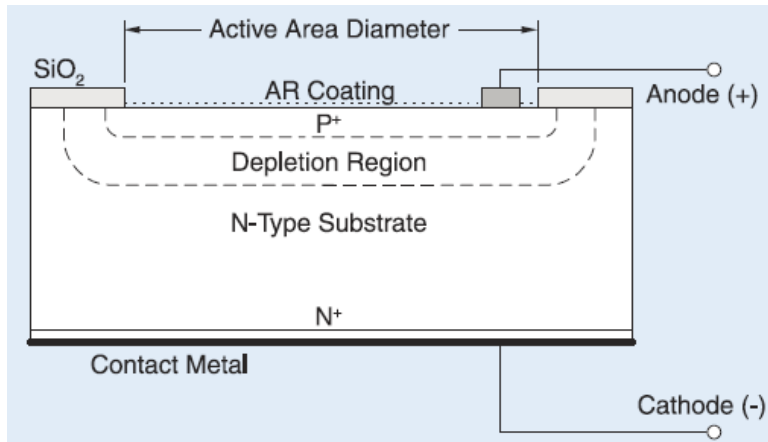 Active Area Diameter
SiO₂
AR Coating
Anode (+)
P⁺
Depletion Region
N-Type Substrate
N⁺
Contact Metal
Cathode (-)